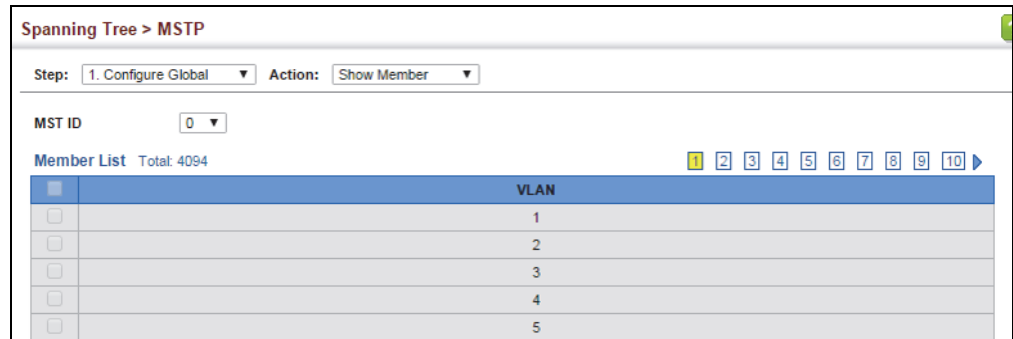 Spanning Tree > MSTP
Step: 1. Configure Global Action: Show Member
MST ID 0
Member List Total: 4094 1 2 3 4 5 6 7 8 9 10
VLAN
1
2
3
4
5